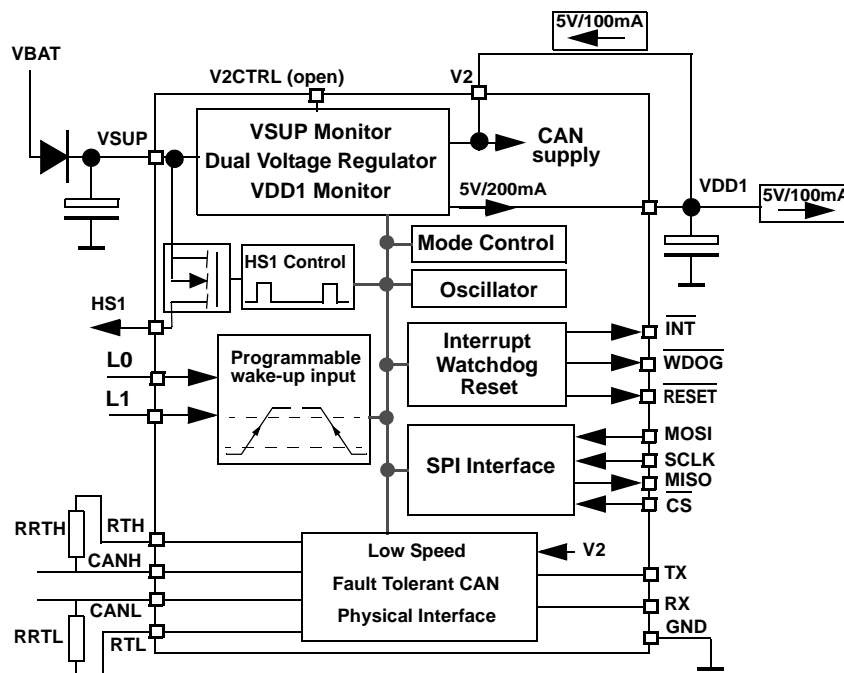 5V/100mA
VBAT
V2CTRL (open)
V2
VSUP
VSUP Monitor
Dual Voltage Regulator
VDD1 Monitor
CAN
supply
5V/200mA
VDD1
5V/100mA
Mode Control
HS1 Control
Oscillator
HS1
L0
L1
Programmable
wake-up input
Interrupt
Watchdog
Reset
INT
WDOG
RESET
SPI Interface
MOSI
SCLK
MISO
CS
RRTH
RTH
CANH
CANL
RRTL
RTL
Low Speed
Fault Tolerant CAN
Physical Interface
V2
TX
RX
GND